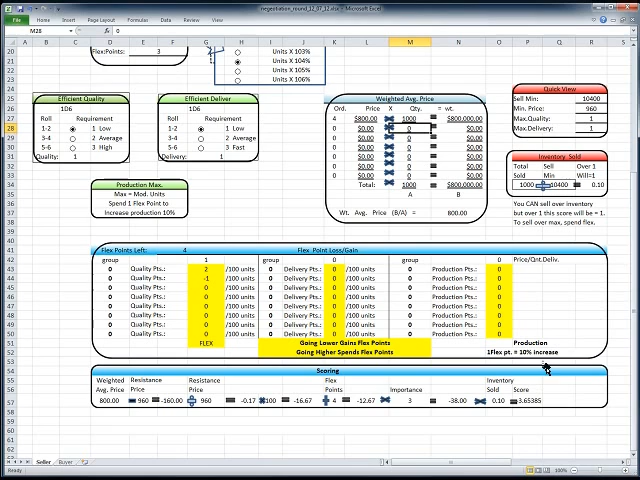 negotiation_round_12_07_12.xlsx - Microsoft Excel
File Home Insert Page Layout Formulas Data Review View
M28 fx 0
A B C D E F G H I J K L M N O P Q R
Flex:Points: 3
Units X 103%
Units X 104%
Units X 105%
Units X 106%
Efficient Quality
1D6
Roll Requirement
1-2 1 Low
3-4 2 Average
5-6 3 High
Quality: 1
Efficient Deliver
1D6
Roll Requirement
1-2 1 Low
3-4 2 Average
5-6 3 Fast
Delivery: 1
Weighted Avg. Price
Ord. Price X Q. = wt.
4 $800.00 1000 $800,000.00
0 $0.00 0 $0.00
0 $0.00 0 $0.00
0 $0.00 0 $0.00
0 $0.00 0 $0.00
0 $0.00 0 $0.00
0 $0.00 0 $0.00
Total: 1000 $800,000.00
A B
Wt. Avg. Price (B/A) = 800.00
Quick View
Sell Min: 10400
Min. Price: 960
Max.Quality: 1
Max.Delivery: 1
Inventory Sold
Total Sell Over 1
Sold Min Will=1
1000 10400 0.10
You CAN sell over inventory
but over 1 this score will be = 1.
To sell over max, spend flex.
Production Max.
Max = Mod. Units
Spend 1 Flex Point to
Increase production 10%
Flex Points Left: 4 Flex Point Loss/Gain
group 1 group 0 group 0 Price/Qnt.Deliv.
0 Quality Pts.: 2 /100 units 0 Delivery Pts.: 0 /100 units 0 Production Pts.: 0
0 Quality Pts.: -1 /100 units 0 Delivery Pts.: 0 /100 units 0 Production Pts.: 0
0 Quality Pts.: 0 /100 units 0 Delivery Pts.: 0 /100 units 0 Production Pts.: 0
0 Quality Pts.: 0 /100 units 0 Delivery Pts.: 0 /100 units 0 Production Pts.: 0
0 Quality Pts.: 0 /100 units 0 Delivery Pts.: 0 /100 units 0 Production Pts.: 0
0 Quality Pts.: 0 /100 units 0 Delivery Pts.: 0 /100 units 0 Production Pts.: 0
0 Quality Pts.: 0 /100 units 0 Delivery Pts.: 0 /100 units 0 Production Pts.: 0
0 Quality Pts.: 0 /100 units 0 Delivery Pts.: 0 /100 units 0 Production Pts.: 0
FLEX Going Lower Gains Flex Points Production
Going Higher Spends Flex Points 1Flex pt. = 10% increase
Scoring
Weighted Resistance Resistance Flex Inventory
Avg. Price Price Price Points Importance Sold Score
800.00 960 -160.00 960 -0.17 100 -16.67 4 -12.67 3 -38.00 0.10 -3.65385
Seller Buyer
Ready 100%